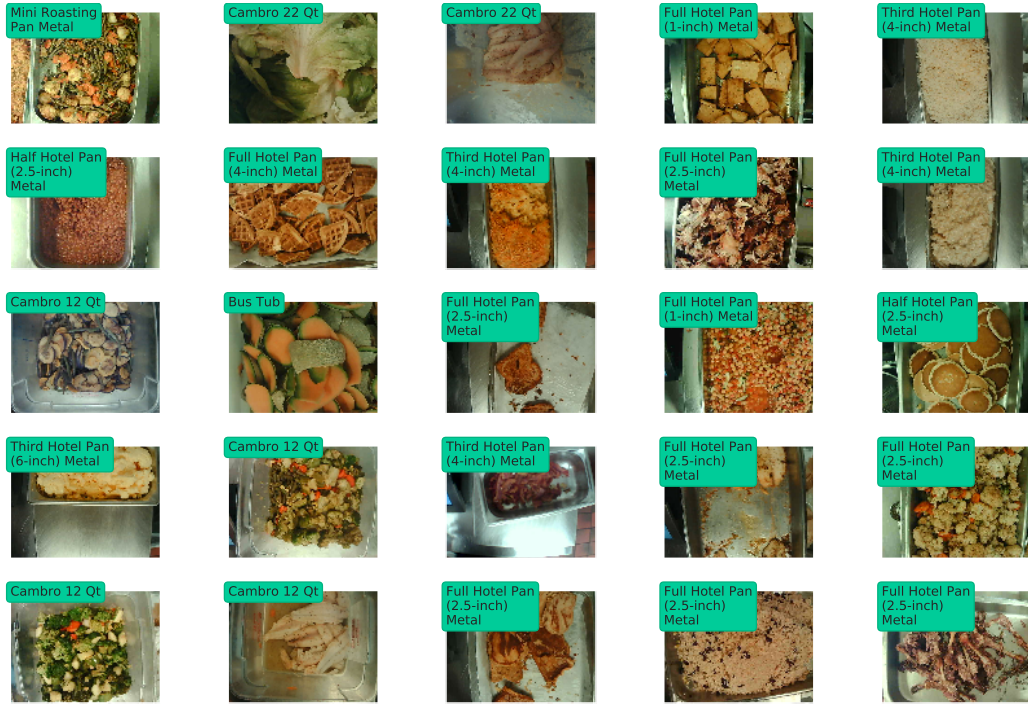 Mini Roasting
Pan Metal
Cambro 22 Qt
Cambro 22 Qt
Full Hotel Pan
(1-inch) Metal
Third Hotel Pan
(4-inch) Metal
Half Hotel Pan
(2.5-inch)
Metal
Full Hotel Pan
(4-inch) Metal
Third Hotel Pan
(4-inch) Metal
Full Hotel Pan
(2.5-inch)
Metal
Third Hotel Pan
(4-inch) Metal
Cambro 12 Qt
Bus Tub
Full Hotel Pan
(2.5-inch)
Metal
Full Hotel Pan
(1-inch) Metal
Half Hotel Pan
(2.5-inch)
Metal
Third Hotel Pan
(6-inch) Metal
Cambro 12 Qt
Third Hotel Pan
(4-inch) Metal
Full Hotel Pan
(2.5-inch)
Metal
Full Hotel Pan
(2.5-inch)
Metal
Cambro 12 Qt
Cambro 12 Qt
Full Hotel Pan
(2.5-inch)
Metal
Full Hotel Pan
(2.5-inch)
Metal
Full Hotel Pan
(2.5-inch)
Metal